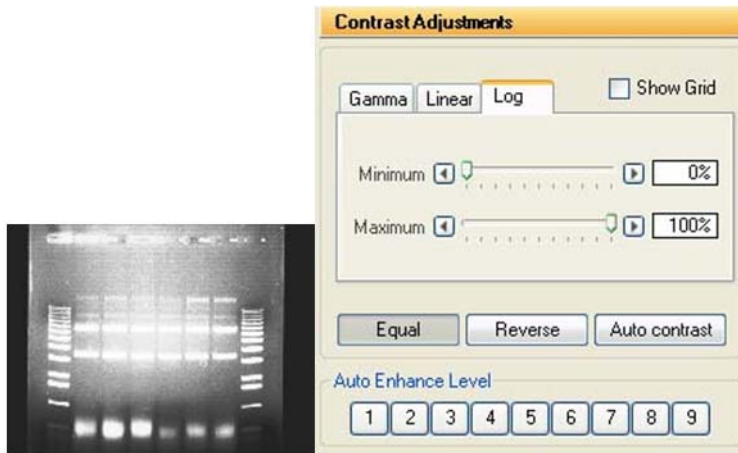 Contrast Adjustments
Gamma Linear Log Show Grid
Minimum 0%
Maximum 100%
Equal Reverse Auto contrast
Auto Enhance Level
1 2 3 4 5 6 7 8 9